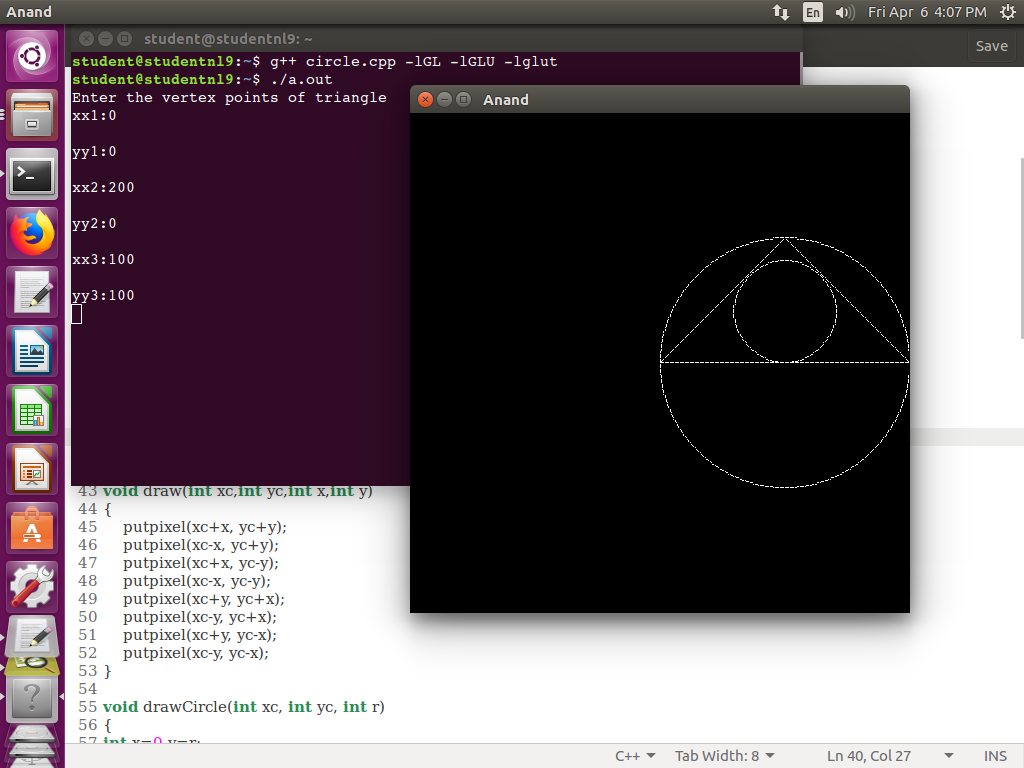 Anand
En
Fri Apr 6 4:07 PM
student@studentnl9: ~
Save
student@studentnl9:~$ g++ circle.cpp -lGL -lGLU -lglut
student@studentnl9:~$ ./a.out
Enter the vertex points of triangle
xx1:0
yy1:0
xx2:200
yy2:0
xx3:100
yy3:100
Anand
43 void draw(int xc,int yc,int x,int y)
44 {
45 putpixel(xc+x, yc+y);
46 putpixel(xc-x, yc+y);
47 putpixel(xc+x, yc-y);
48 putpixel(xc-x, yc-y);
49 putpixel(xc+y, yc+x);
50 putpixel(xc-y, yc+x);
51 putpixel(xc+y, yc-x);
52 putpixel(xc-y, yc-x);
53 }
54
55 void drawCircle(int xc, int yc, int r)
56 {
57 int x=0,y=r;
C++ Tab Width: 8 Ln 40, Col 27 INS